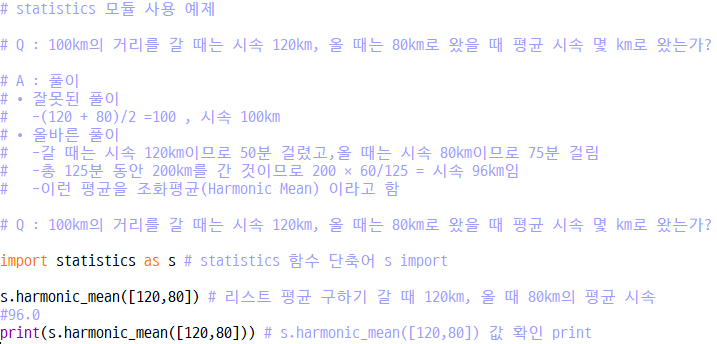 # statistics 모듈 사용 예제
# Q : 100km의 거리를 갈 때는 시속 120km, 올 때는 80km로 왔을 때 평균 시속 몇 km로 왔는가?
# A : 풀이
# • 잘못된 풀이
#   -(120 + 80)/2 =100 , 시속 100km
# • 올바른 풀이
#   -갈 때는 시속 120km이므로 50분 걸렸고,올 때는 시속 80km이므로 75분 걸림
#   -총 125분 동안 200km를 간 것이므로 200 × 60/125 = 시속 96km임
#   -이런 평균을 조화평균(Harmonic Mean) 이라고 함
# Q : 100km의 거리를 갈 때는 시속 120km, 올 때는 80km로 왔을 때 평균 시속 몇 km로 왔는가?
import statistics as s # statistics 함수 단축어 s import
s.harmonic_mean([120,80]) # 리스트 평균 구하기 갈 때 120km, 올 때 80km의 평균 시속
#96.0
print(s.harmonic_mean([120,80])) # s.harmonic_mean([120,80]) 값 확인 print